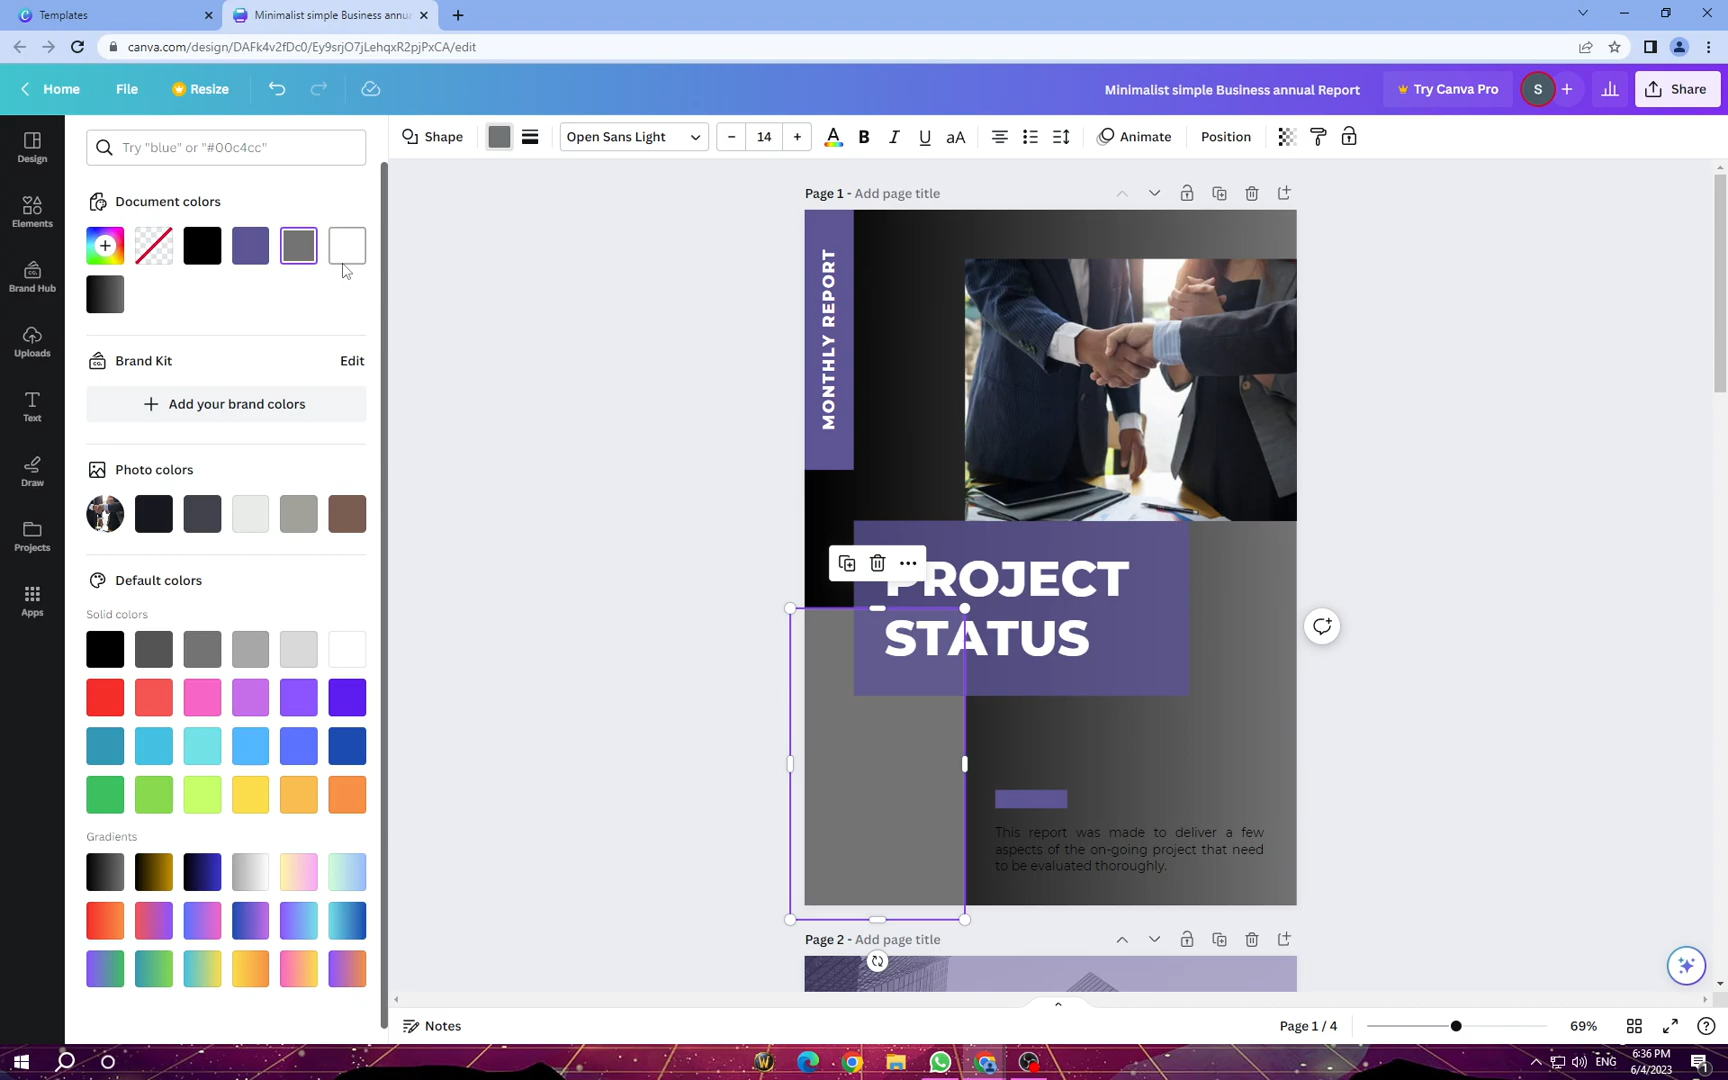 Templates
Minimalist simple Business annu
canva.com/design/DAFk4v2fDc0/Ey9srjO7jLehqxR2pjPxCA/edit
Home
File
Resize
Minimalist simple Business annual Report
Try Canva Pro
S
Share
Design
Elements
Brand Hub
Uploads
Text
Draw
Projects
Apps
Try "blue" or "#00c4cc"
Document colors
Brand Kit
Edit
Add your brand colors
Photo colors
Default colors
Solid colors
Gradients
Shape
Open Sans Light
14
A
B
I
U
aA
Animate
Position
Page 1 - Add page title
MONTHLY REPORT
PROJECT
STATUS
This report was made to deliver a few
aspects of the on-going project that need
to be evaluated thoroughly.
Page 2 - Add page title
Notes
Page 1 / 4
69%
ENG
6:36 PM
6/4/2023
1